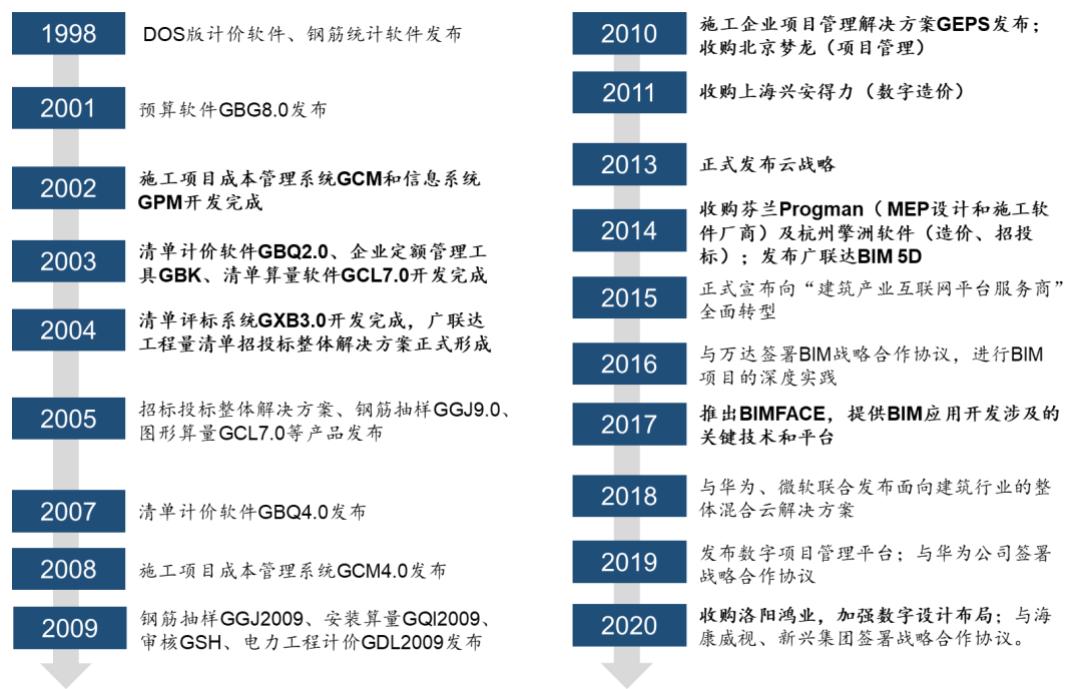 1998
DOS版计价软件、钢筋统计软件发布
2001
预算软件GBG8.0发布
2002
施工项目成本管理系统GCM和信息系统
GPM开发完成
2003
清单计价软件GBQ2.0、企业定额管理工
具GBK、清单算量软件GCL7.0开发完成
2004
清单评标系统GXB3.0开发完成，广联达
工程量清单招投标整体解决方案正式形成
2005
招标投标整体解决方案、钢筋抽样GGJ9.0、
图形算量GCL7.0等产品发布
2007
清单计价软件GBQ4.0发布
2008
施工项目成本管理系统GCM4.0发布
2009
钢筋抽样GGJ2009、安装算量GQI2009、
审核GSH、电力工程计价GDL2009发布
2010
施工企业项目管理解决方案GEPS发布；
收购北京梦龙（项目管理）
2011
收购上海兴安得力（数字造价）
2013
正式发布云战略
2014
收购芬兰Progman（MEP设计和施工软
件厂商）及杭州擎洲软件（造价、招投
标）；发布广联达BIM 5D
2015
正式宣布向“建筑产业互联网平台服务商”
全面转型
2016
与万达签署BIM战略合作协议，进行BIM
项目的深度实践
2017
推出BIMFACE，提供BIM应用开发涉及的
关键技术和平台
2018
与华为、微软联合发布面向建筑行业的整
体混合云解决方案
2019
发布数字项目管理平台；与华为公司签署
战略合作协议
2020
收购洛阳鸿业，加强数字设计布局；与海
康威视、新兴集团签署战略合作协议。